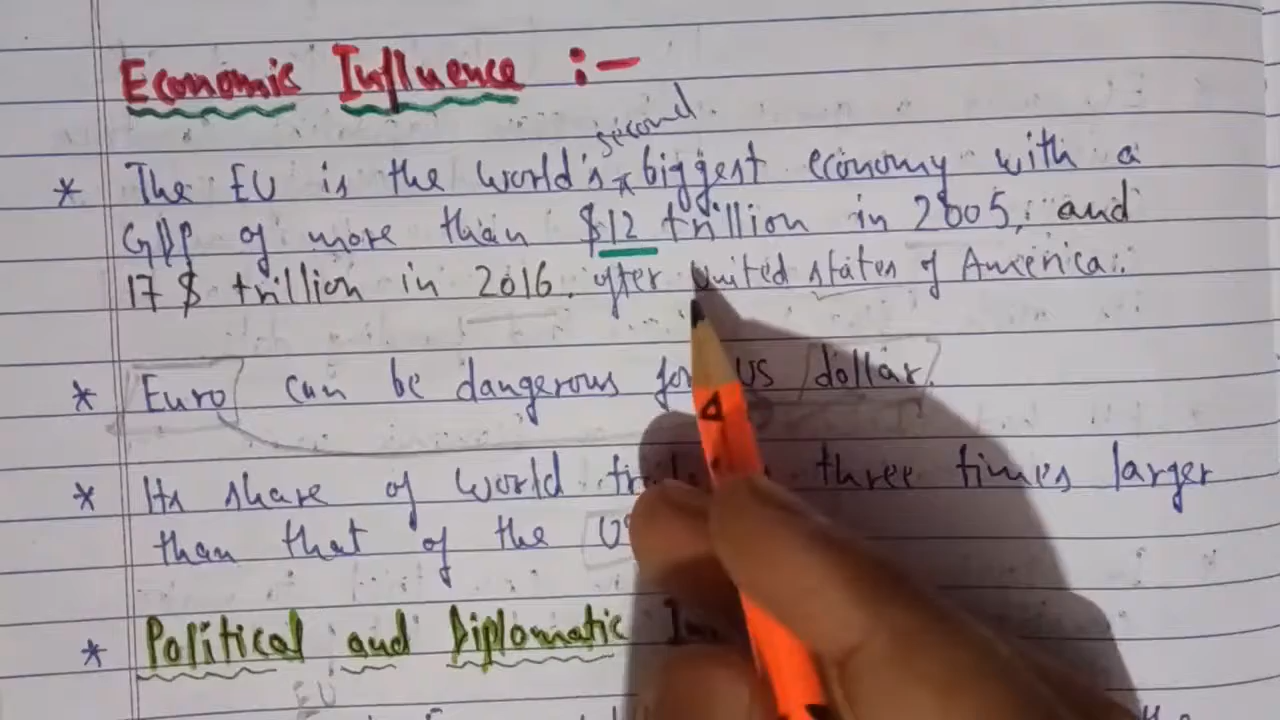 Economic Influence :-
second
* The EU is the world's biggest economy with a
GDP of more than $12 trillion in 2005, and
17 $ trillion in 2016. after united states of America.
* Euro can be dangerous for US dollar.
* Its share of world three times larger
than that of the
* Political and Diplomatic
EU